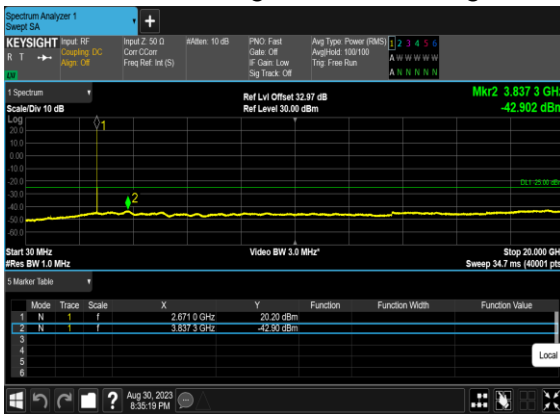 Spectrum Analyzer 1
Swept SA
+
KEYSIGHT Input: RF Input Z: 50 Ω #Atten: 10 dB PNO: Fast Avg Type: Power (RMS) 1 2 3 4 5 6
R T Coupling: DC Corr CCorr Gate: Off Avg|Hold: 100/100 A W W W W W
Align: Off Freq Ref: Int (S) IF Gain: Low Trig: Free Run
LV Sig Track: Off A N N N N N
1 Spectrum Ref Lvl Offset 32.97 dB Mkr2 3.837 3 GHz
Scale/Div 10 dB Ref Level 30.00 dBm -42.902 dBm
Log
20.0
10.0
0.00
-10.0
-20.0
-30.0
-40.0
-50.0
-60.0
1
2
DL1 -25.00 dBm
Start 30 MHz Video BW 3.0 MHz* Stop 20.000 GH
#Res BW 1.0 MHz Sweep 34.7 ms (40001 pts
5 Marker Table
Mode Trace Scale X Y Function Function Width Function Value
1 N 1 f 2.671 0 GHz 20.20 dBm
2 N 1 f 3.837 3 GHz -42.90 dBm
3
4
5
6
Local
? Aug 30, 2023
8:35:19 PM